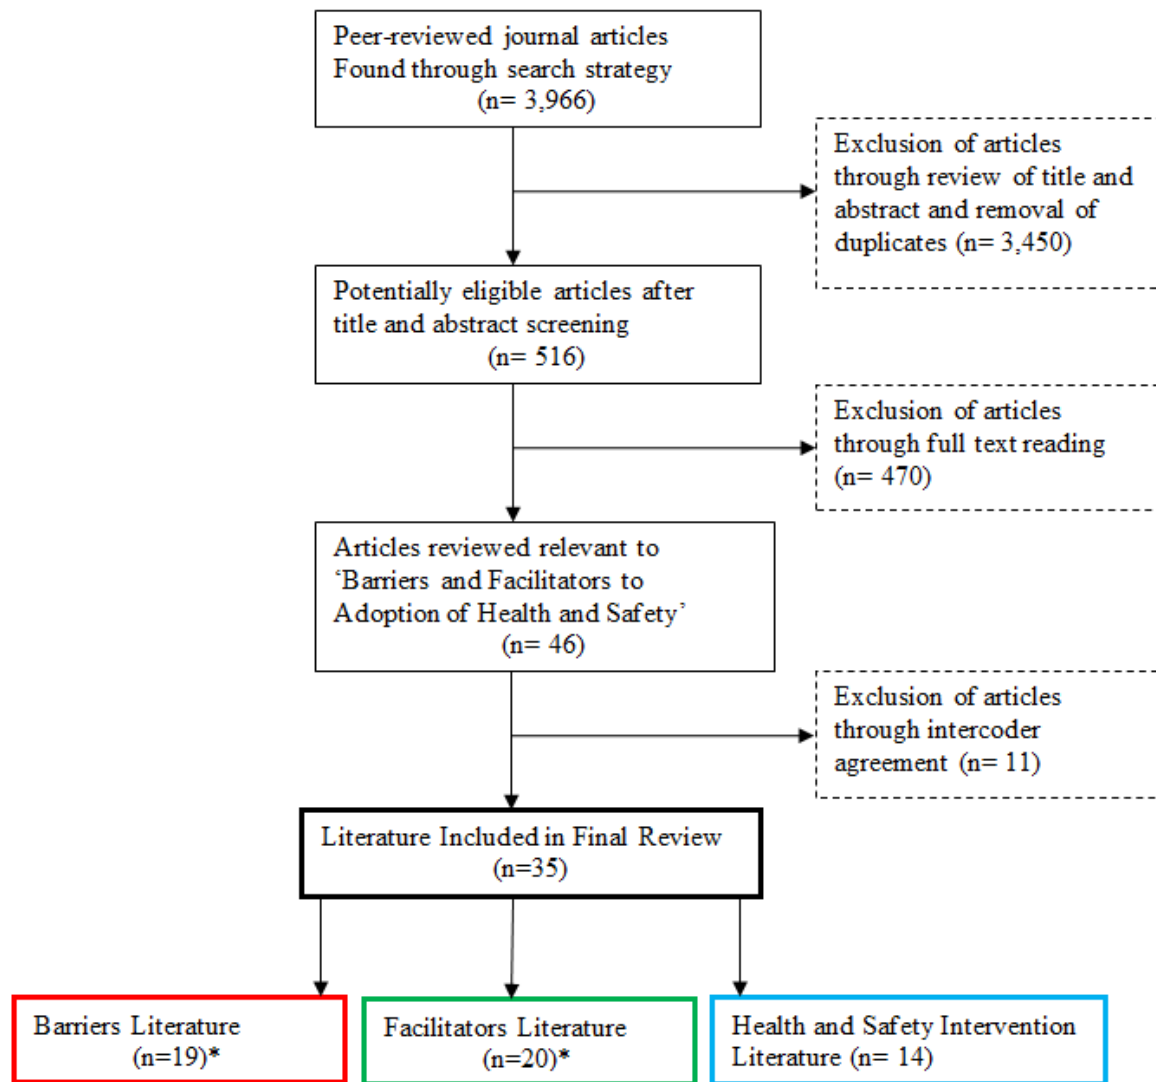 Peer-reviewed journal articles
Found through search strategy
(n= 3,966)
Exclusion of articles
through review of title and
abstract and removal of
duplicates (n= 3,450)
Potentially eligible articles after
title and abstract screening
(n= 516)
Exclusion of articles
through full text reading
(n= 470)
Articles reviewed relevant to
‘Barriers and Facilitators to
Adoption of Health and Safety’
(n= 46)
Exclusion of articles
through intercoder
agreement (n= 11)
Literature Included in Final Review
(n=35)
Barriers Literature
(n=19)*
Facilitators Literature
(n=20)*
Health and Safety Intervention
Literature (n= 14)